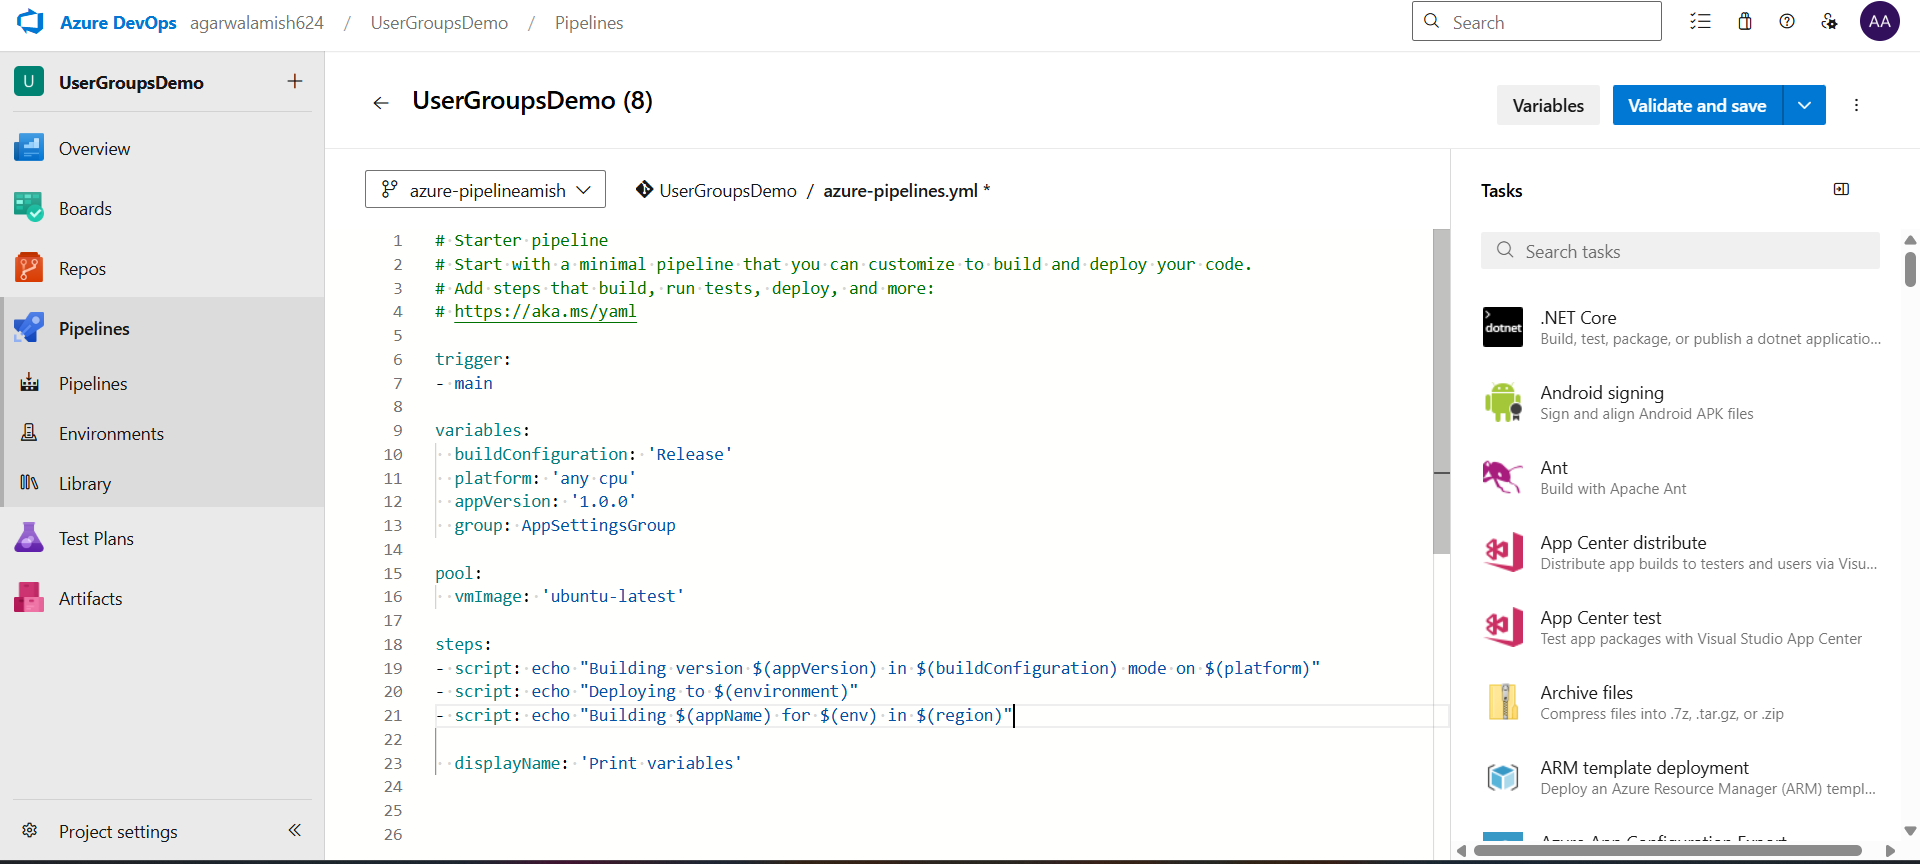 Azure DevOps agarwalamish624 / UserGroupsDemo / Pipelines
Search
AA
U UserGroupsDemo
Overview
Boards
Repos
Pipelines
Pipelines
Environments
Library
Test Plans
Artifacts
Project settings
UserGroupsDemo (8)
Variables
Validate and save
azure-pipelineamish
UserGroupsDemo / azure-pipelines.yml *
1 # Starter pipeline
2 # Start with a minimal pipeline that you can customize to build and deploy your code.
3 # Add steps that build, run tests, deploy, and more:
4 # https://aka.ms/yaml
5
6 trigger:
7 - main
8
9 variables:
10   buildConfiguration: 'Release'
11   platform: 'any cpu'
12   appVersion: '1.0.0'
13   group: AppSettingsGroup
14
15 pool:
16   vmImage: 'ubuntu-latest'
17
18 steps:
19 - script: echo "Building version $(appVersion) in $(buildConfiguration) mode on $(platform)"
20 - script: echo "Deploying to $(environment)"
21 - script: echo "Building $(appName) for $(env) in $(region)"
22
23   displayName: 'Print variables'
24
25
26
Tasks
Search tasks
dotnet
.NET Core
Build, test, package, or publish a dotnet applicatio...
Android signing
Sign and align Android APK files
Ant
Build with Apache Ant
App Center distribute
Distribute app builds to testers and users via Visu...
App Center test
Test app packages with Visual Studio App Center
Archive files
Compress files into .7z, .tar.gz, or .zip
ARM template deployment
Deploy an Azure Resource Manager (ARM) templ...
Azure App Configuration Export